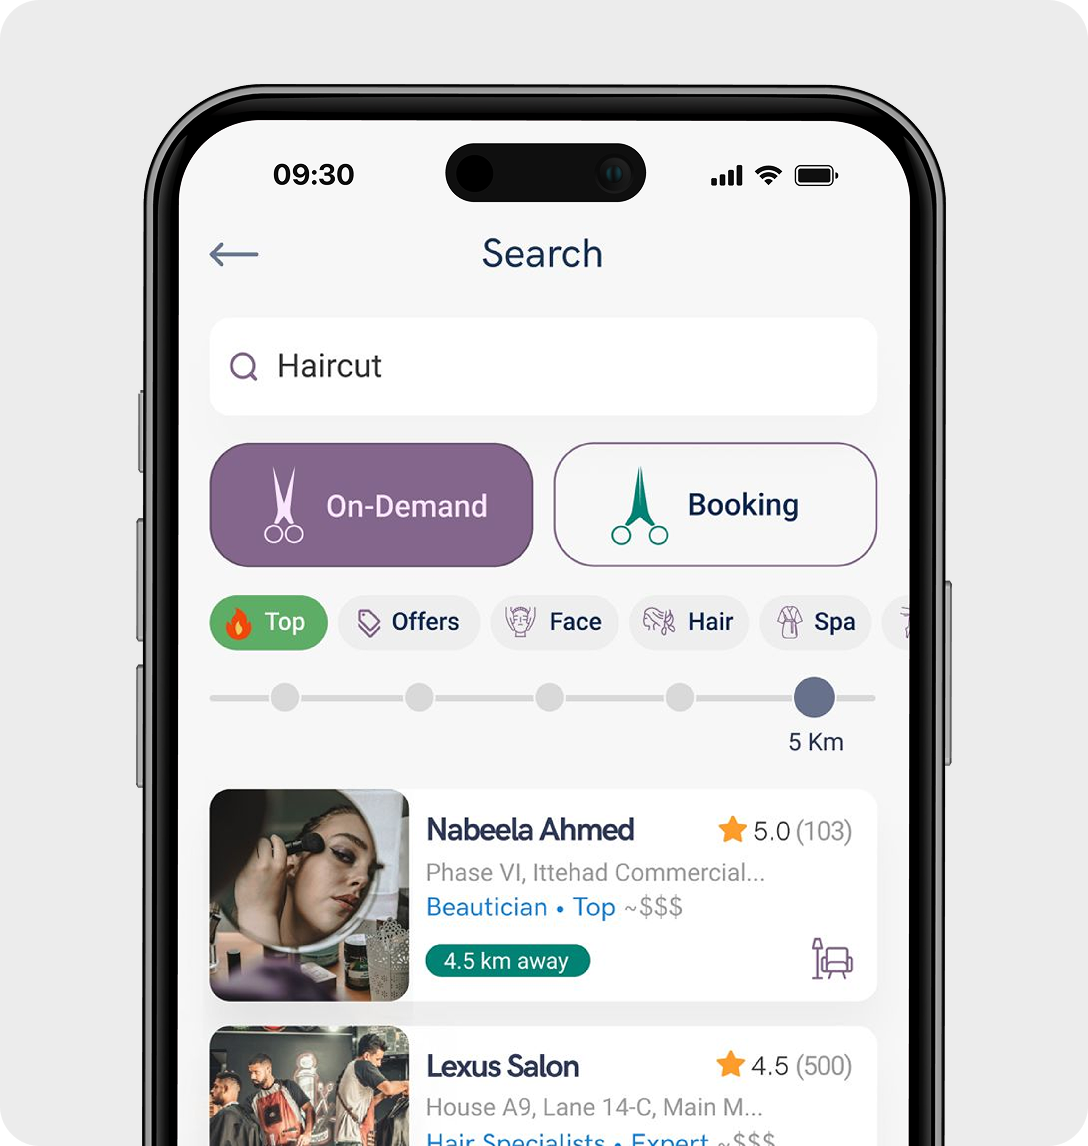 09:30
Search
Haircut
On-Demand
Booking
Top
Offers
Face
Hair
Spa
5 Km
Nabeela Ahmed
5.0 (103)
Phase VI, Ittehad Commercial...
Beautician • Top ~$$$
4.5 km away
Lexus Salon
4.5 (500)
House A9, Lane 14-C, Main M...
Hair Specialists • Expert ~$$$